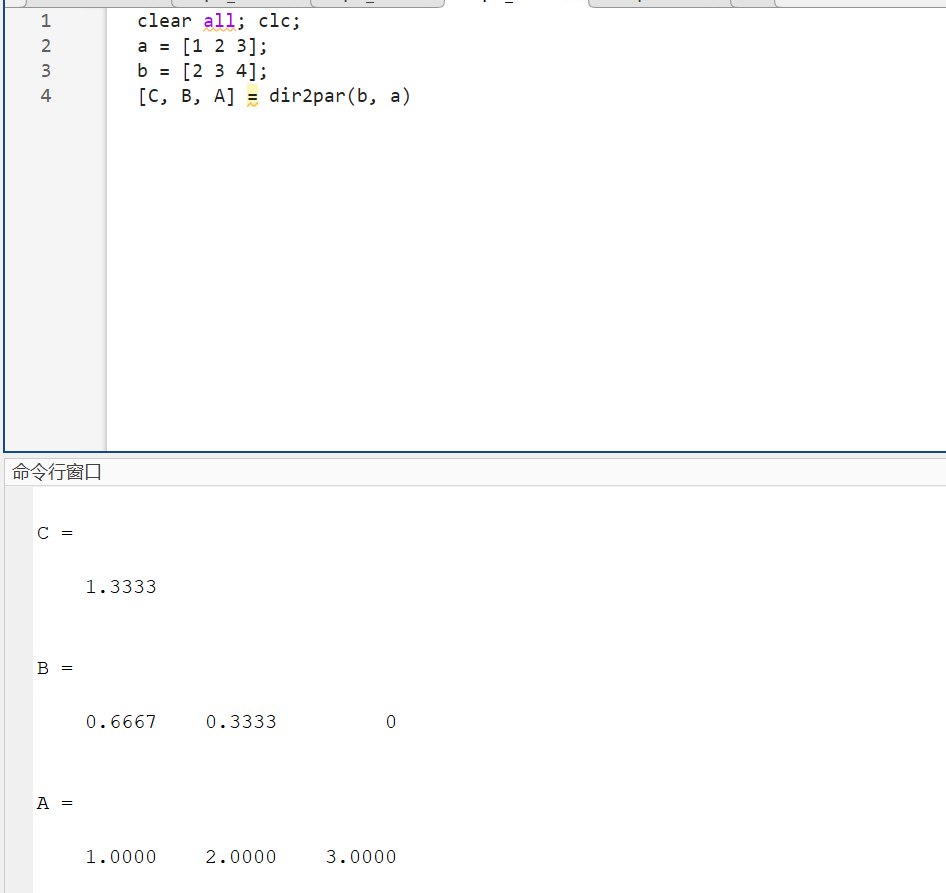 1 clear all; clc;
2 a = [1 2 3];
3 b = [2 3 4];
4 [C, B, A] = dir2par(b, a)
命令行窗口
C =
1.3333
B =
0.6667 0.3333 0
A =
1.0000 2.0000 3.0000